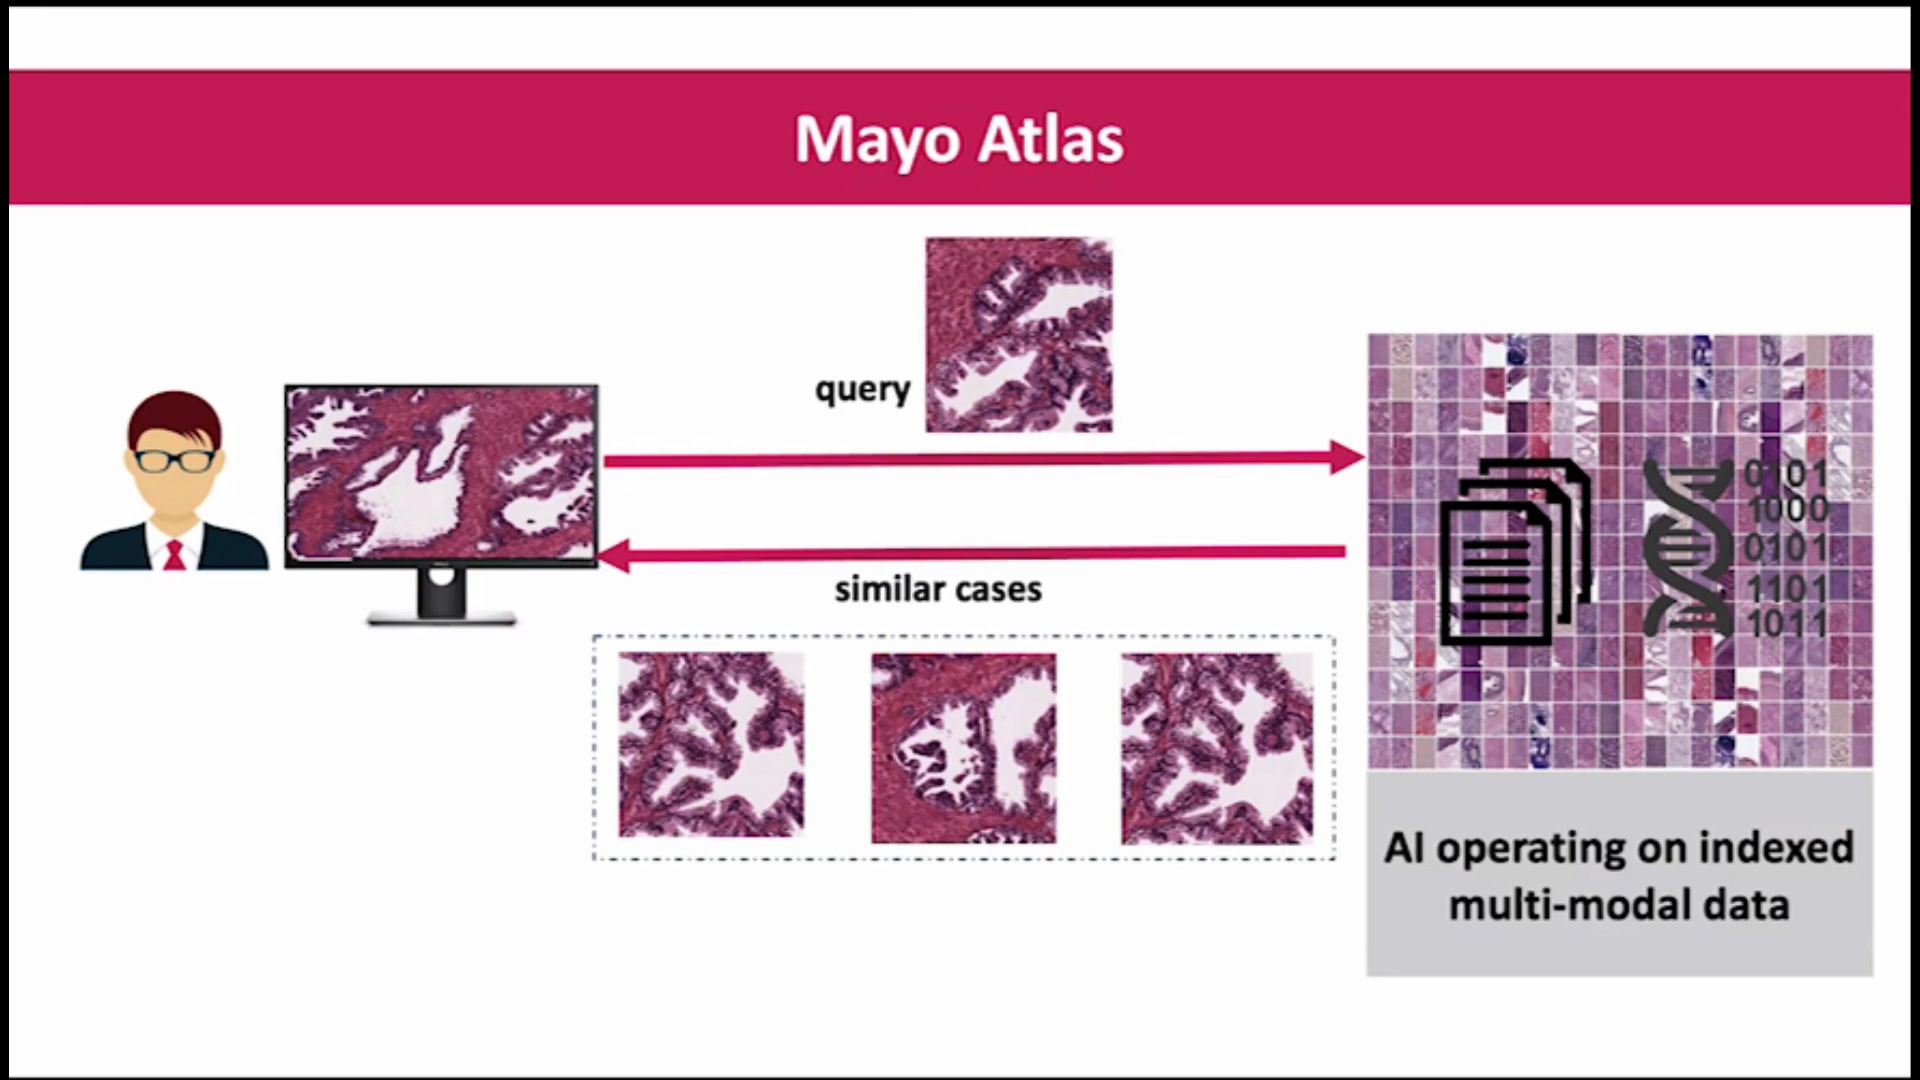 Mayo Atlas
query
similar cases
0101
1000
0101
1101
1011
AI operating on indexed
multi-modal data